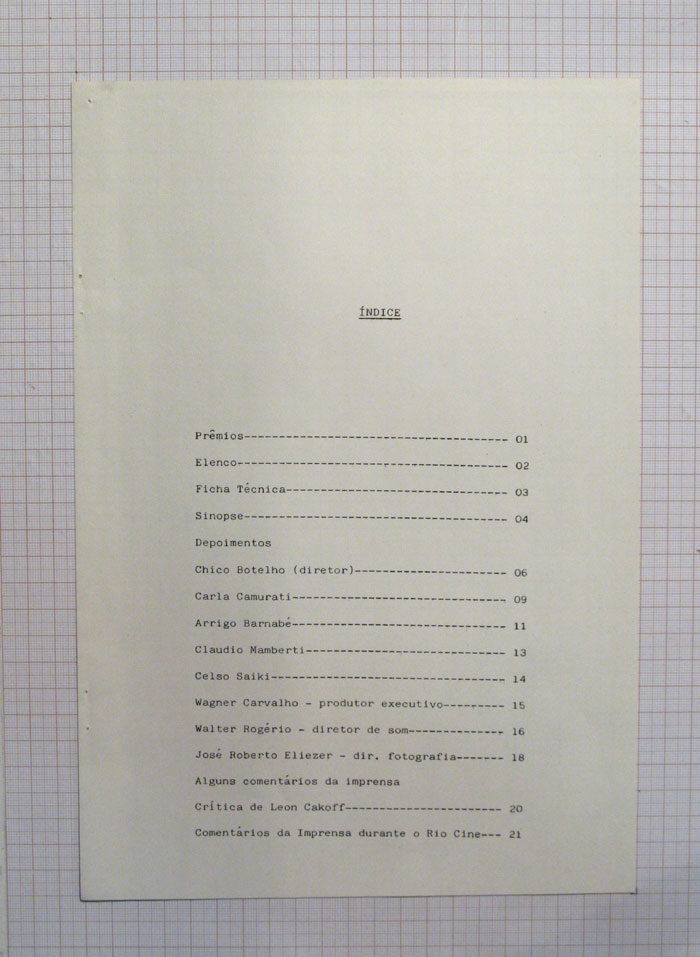 ÍNDICE
Prêmios-------------------------------------- 01
Elenco--------------------------------------- 02
Ficha Técnica-------------------------------- 03
Sinopse-------------------------------------- 04
Depoimentos
Chico Botelho (diretor)---------------------- 06
Carla Camurati------------------------------- 09
Arrigo Barnabé------------------------------- 11
Claudio Mamberti----------------------------- 13
Celso Saiki---------------------------------- 14
Wagner Carvalho - produtor executivo--------- 15
Walter Rogério - diretor de som-------------- 16
José Roberto Eliezer - dir. fotografia------- 18
Alguns comentários da imprensa
Crítica de Leon Cakoff----------------------- 20
Comentários da Imprensa durante o Rio Cine--- 21